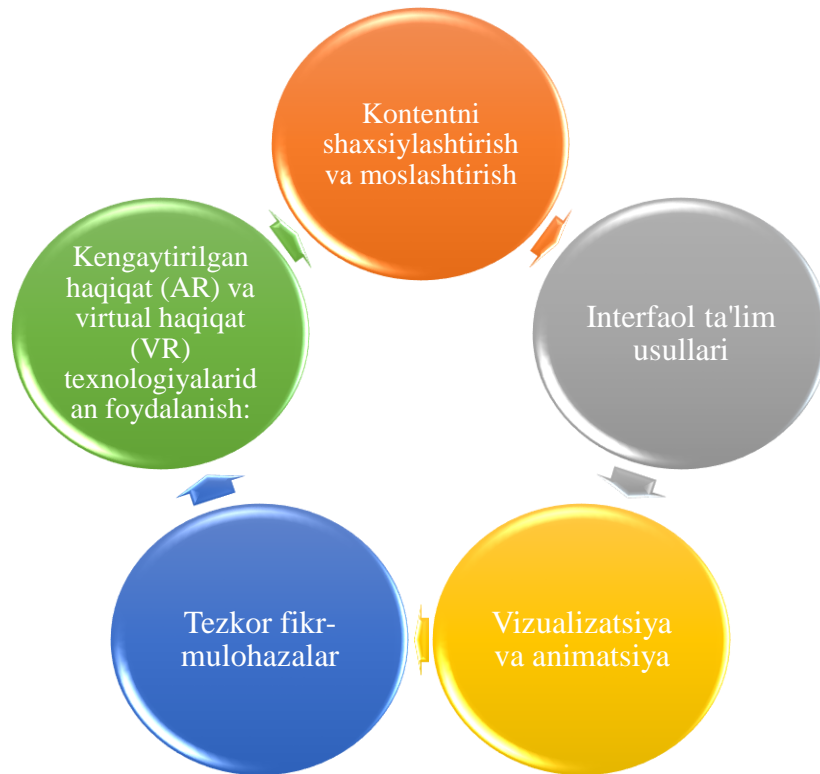 Kontentni
shaxsiylashtirish
va moslashtirish
Interfaol ta'lim
usullari
Vizualizatsiya
va animatsiya
Tezkor fikr-
mulohazalar
Kengaytirilgan
haqiqat (AR) va
virtual haqiqat
(VR)
texnologiyalarid
an foydalanish: